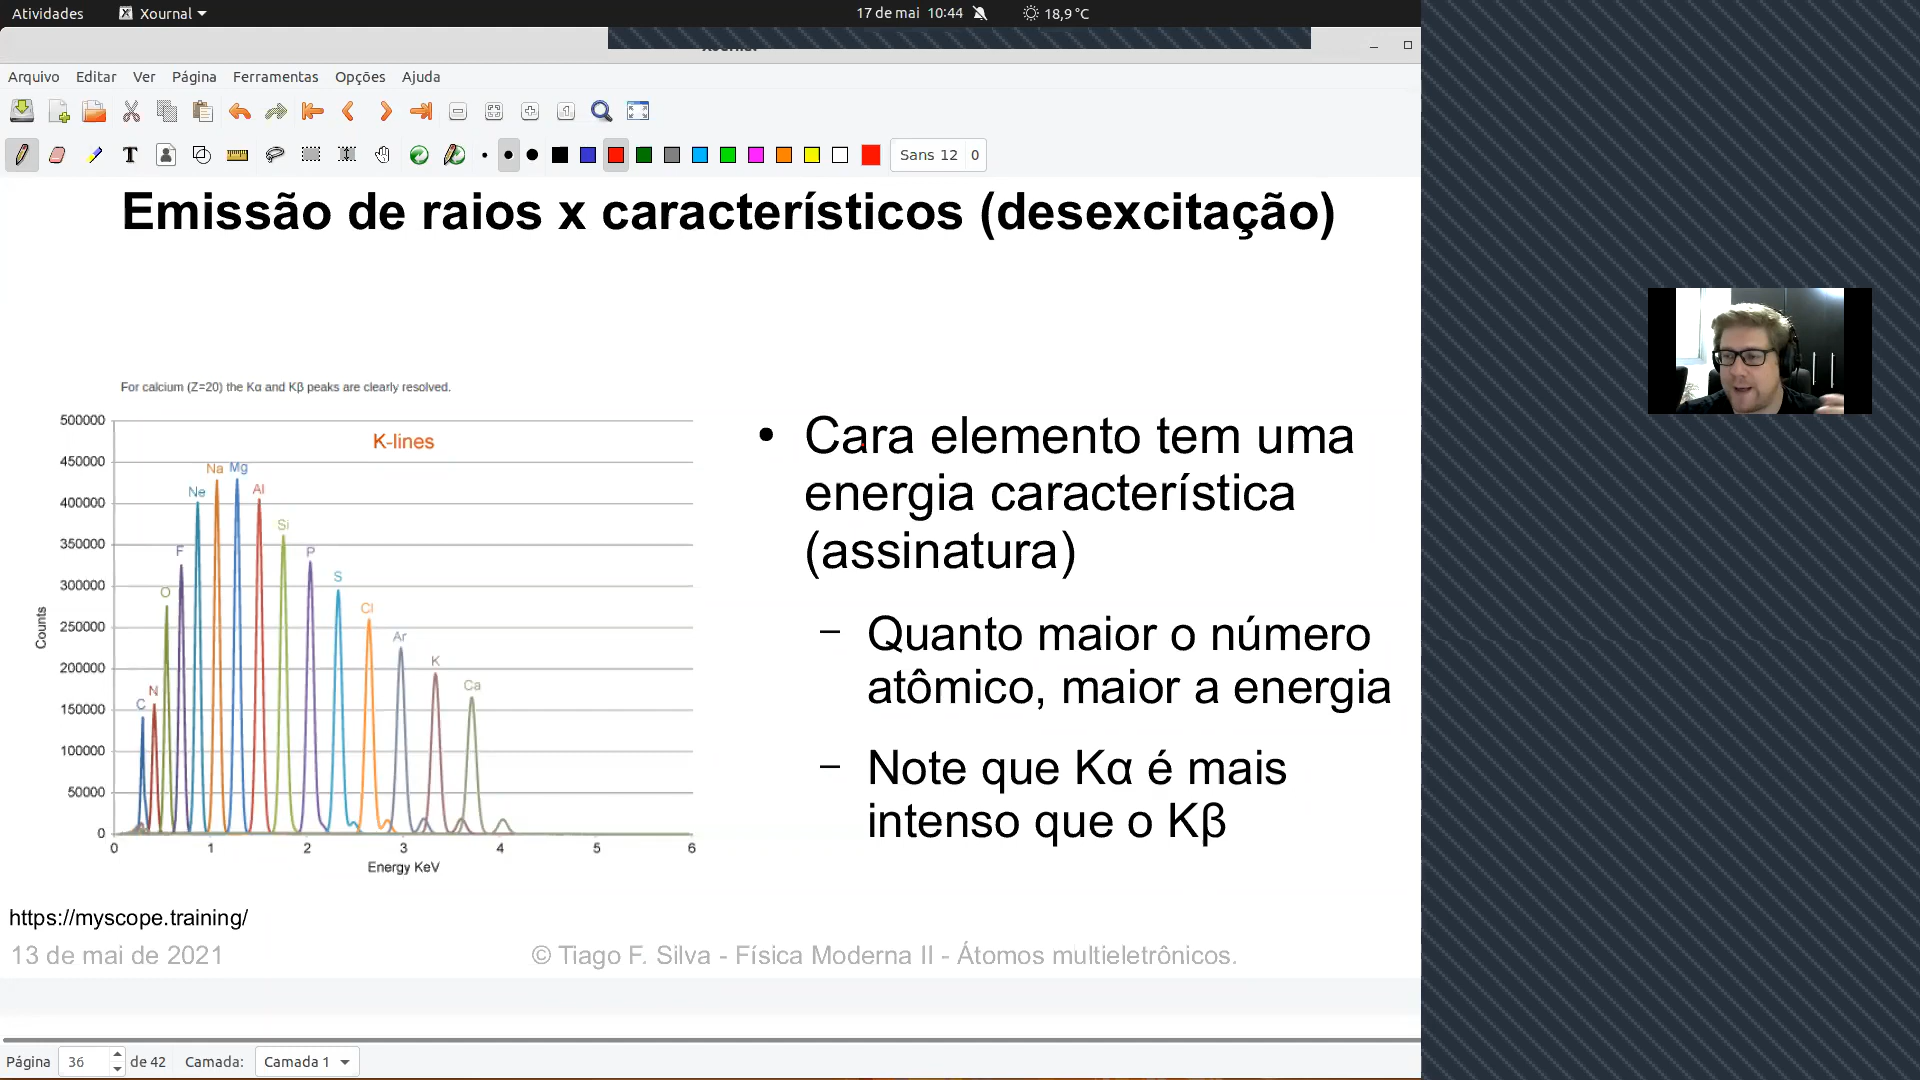 Atividades
Xournal
17 de mai 10:44
18,9 °C
Arquivo Editar Ver Página Ferramentas Opções Ajuda
Sans 12 0
Emissão de raios x característicos (desexcitação)
For calcium (Z=20) the Kα and Kβ peaks are clearly resolved.
K-lines
500000
450000
400000
350000
300000
250000
200000
150000
100000
50000
0
Counts
C
N
O
F
Ne
Na
Mg
Al
Si
P
S
Cl
Ar
K
Ca
0 1 2 3 4 5 6
Energy KeV
• Cara elemento tem uma
energia característica
(assinatura)
– Quanto maior o número
atômico, maior a energia
– Note que Kα é mais
intenso que o Kβ
https://myscope.training/
13 de mai de 2021
© Tiago F. Silva - Física Moderna II - Átomos multieletrônicos.
Página 36 de 42 Camada: Camada 1